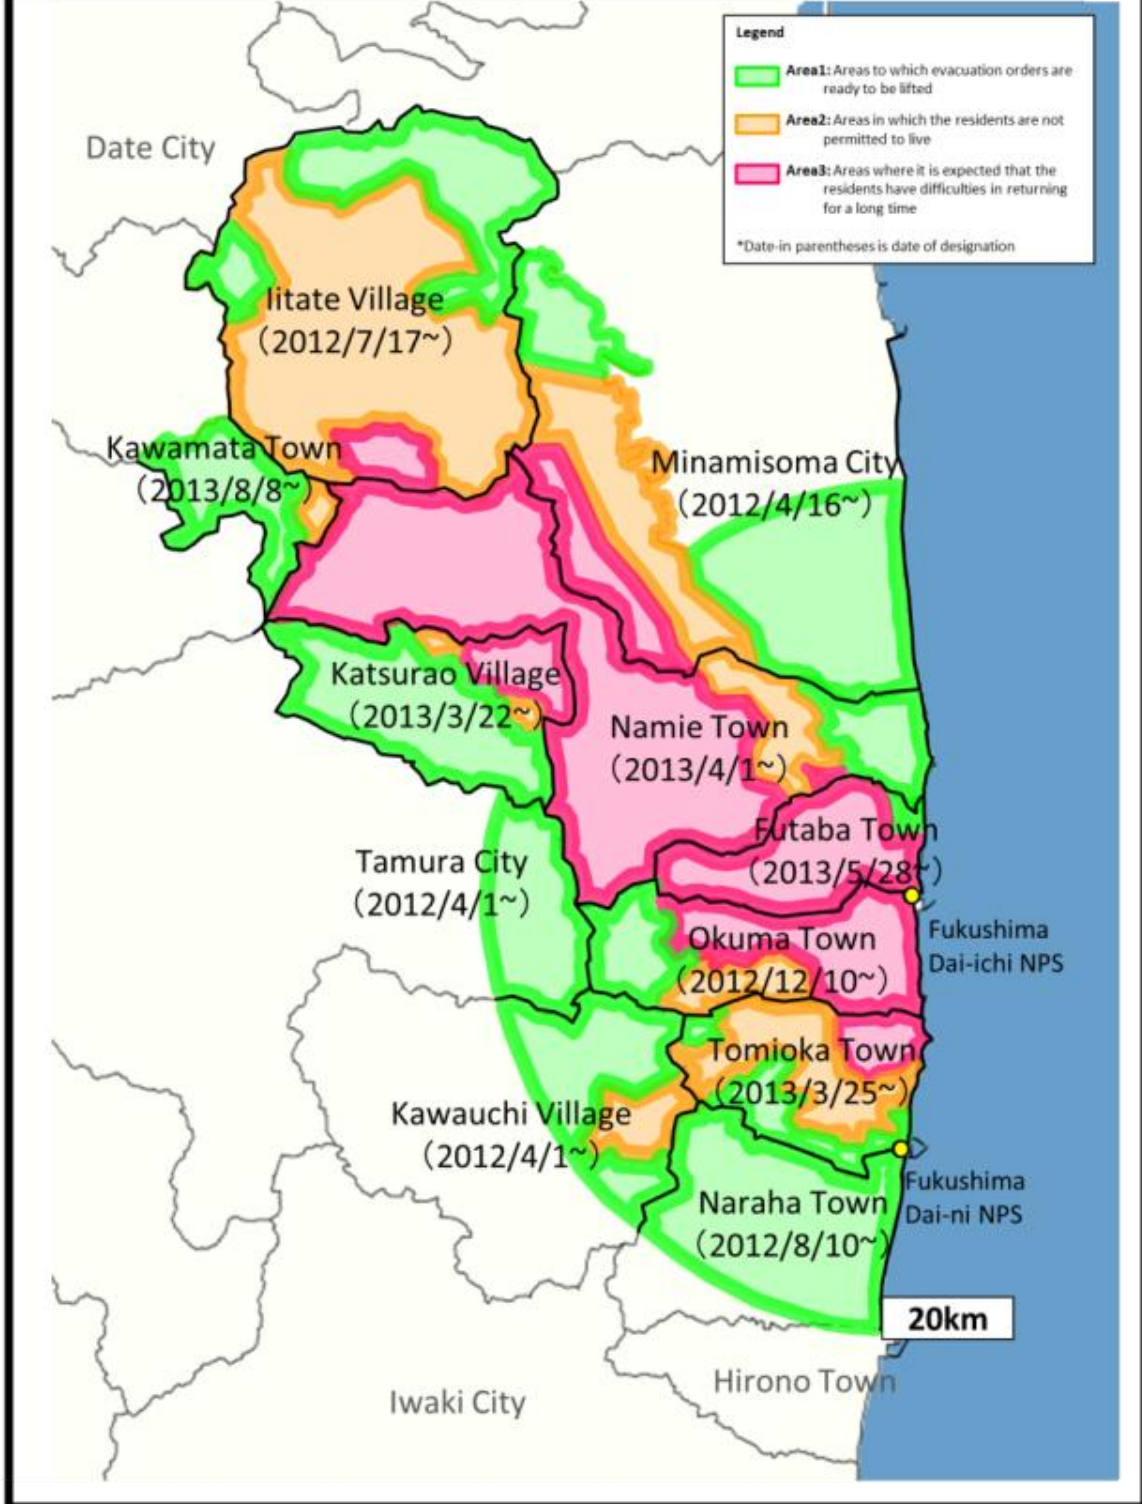 Legend
Area1: Areas to which evacuation orders are
ready to be lifted
Area2: Areas in which the residents are not
permitted to live
Area3: Areas where it is expected that the
residents have difficulties in returning
for a long time
*Date-in parentheses is date of designation
Date City
Iitate Village
(2012/7/17~)
Kawamata Town
(2013/8/8~)
Minamisoma City
(2012/4/16~)
Katsurao Village
(2013/3/22~)
Namie Town
(2013/4/1~)
Futaba Town
(2013/5/28~)
Tamura City
(2012/4/1~)
Fukushima
Dai-ichi NPS
Okuma Town
(2012/12/10~)
Tomioka Town
(2013/3/25~)
Kawauchi Village
(2012/4/1~)
Fukushima
Dai-ni NPS
Naraha Town
(2012/8/10~)
20km
Hirono Town
Iwaki City